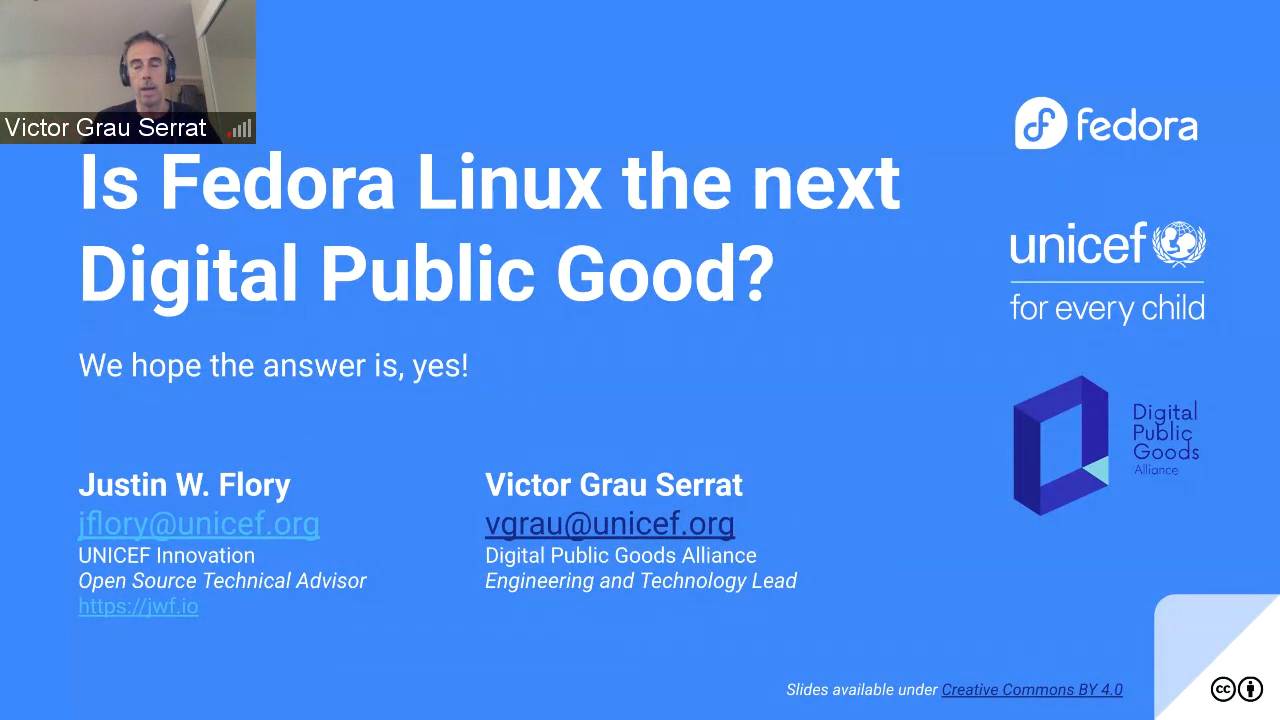 Victor Grau Serrat
Is Fedora Linux the next
Digital Public Good?
We hope the answer is, yes!
Justin W. Flory
jflory@unicef.org
UNICEF Innovation
Open Source Technical Advisor
https://jwf.io
Victor Grau Serrat
vgrau@unicef.org
Digital Public Goods Alliance
Engineering and Technology Lead
fedora
unicef
for every child
Digital
Public
Goods
Alliance
Slides available under Creative Commons BY 4.0
cc